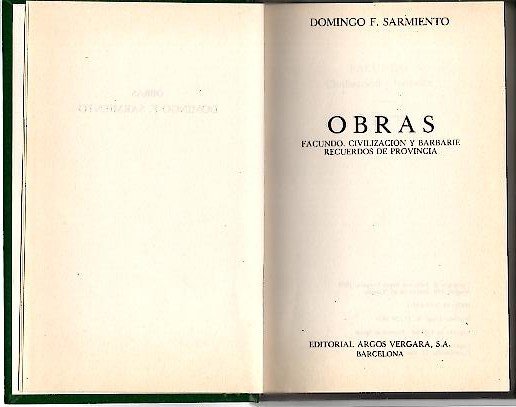 DOMINGO F. SARMIENTO
OBRAS
FACUNDO. CIVILIZACION Y BARBARIE
RECUERDOS DE PROVINCIA
EDITORIAL ARGOS VERGARA, S.A.
BARCELONA